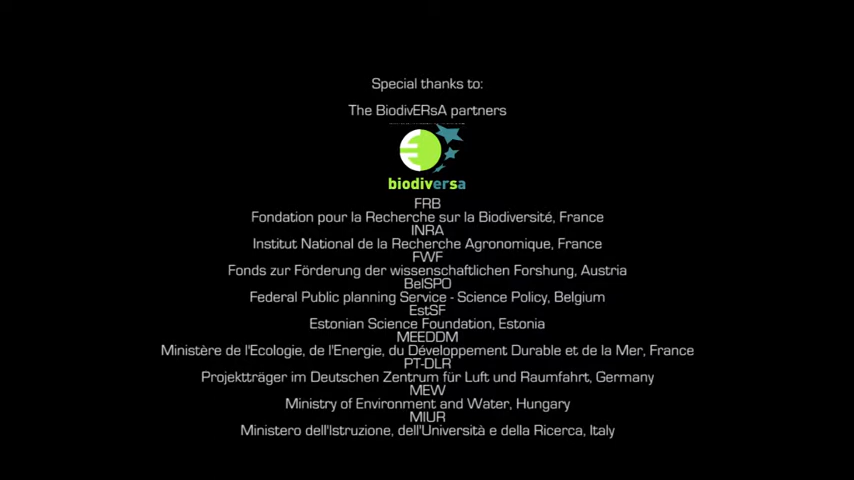 Special thanks to:
The BiodivERsA partners
biodiversa
FRB
Fondation pour la Recherche sur la Biodiversité, France
INRA
Institut National de la Recherche Agronomique, France
FWF
Fonds zur Förderung der wissenschaftlichen Forshung, Austria
BelSPO
Federal Public planning Service - Science Policy, Belgium
EstSF
Estonian Science Foundation, Estonia
MEEDDM
Ministère de l'Ecologie, de l'Energie, du Développement Durable et de la Mer, France
PT-DLR
Projektträger im Deutschen Zentrum für Luft und Raumfahrt, Germany
MEW
Ministry of Environment and Water, Hungary
MIUR
Ministero dell'Istruzione, dell'Università e della Ricerca, Italy